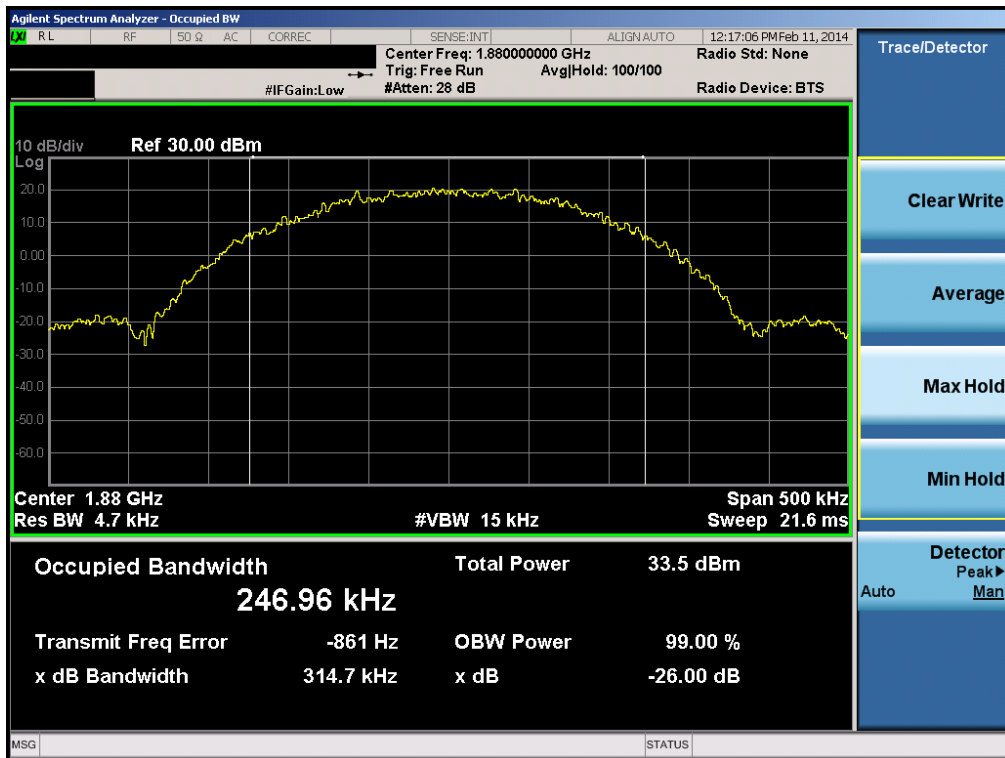 Agilent Spectrum Analyzer - Occupied BW
LXI RL RF 50 Ω AC CORREC SENSE:INT ALIGN AUTO 12:17:06 PM Feb 11, 2014
Center Freq: 1.880000000 GHz Radio Std: None
Trig: Free Run Avg|Hold: 100/100
#IFGain:Low #Atten: 28 dB Radio Device: BTS
10 dB/div Ref 30.00 dBm
Log
20.0
10.0
0.00
-10.0
-20.0
-30.0
-40.0
-50.0
-60.0
Center 1.88 GHz Span 500 kHz
Res BW 4.7 kHz #VBW 15 kHz Sweep 21.6 ms
Occupied Bandwidth Total Power 33.5 dBm
246.96 kHz
Transmit Freq Error -861 Hz OBW Power 99.00 %
x dB Bandwidth 314.7 kHz x dB -26.00 dB
MSG STATUS
Trace/Detector
Clear Write
Average
Max Hold
Min Hold
Detector
Peak▶
Auto Man